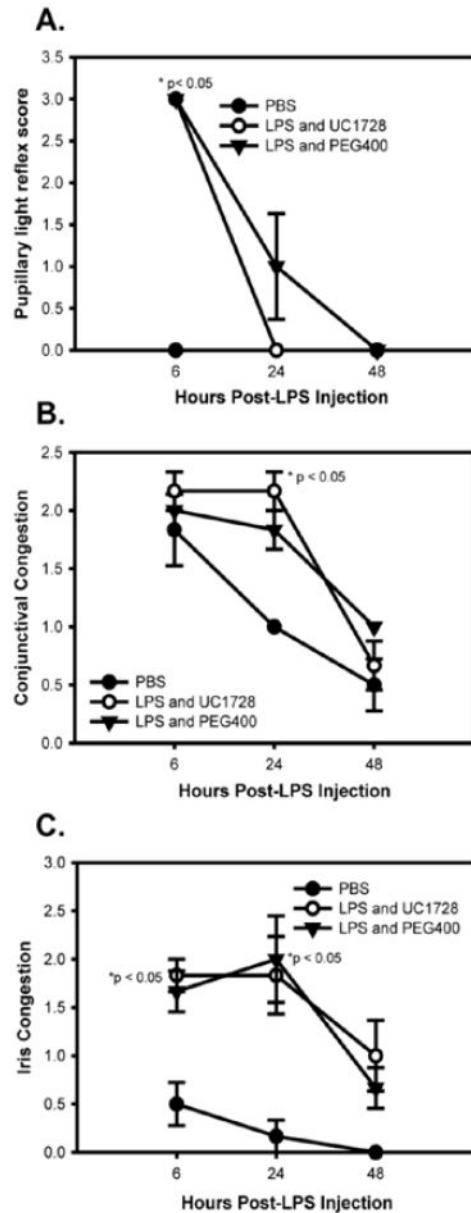 A.
3.5
3.0
2.5
2.0
1.5
1.0
0.5
0.0
Pupillary light reflex score
* p< 0.05
PBS
LPS and UC1728
LPS and PEG400
6
24
48
Hours Post-LPS Injection
B.
2.5
2.0
1.5
1.0
0.5
0.0
Conjunctival Congestion
* p < 0.05
PBS
LPS and UC1728
LPS and PEG400
6
24
48
Hours Post-LPS Injection
C.
3.0
2.5
2.0
1.5
1.0
0.5
0.0
Iris Congestion
PBS
LPS and UC1728
LPS and PEG400
*p < 0.05
*p < 0.05
6
24
48
Hours Post-LPS Injection